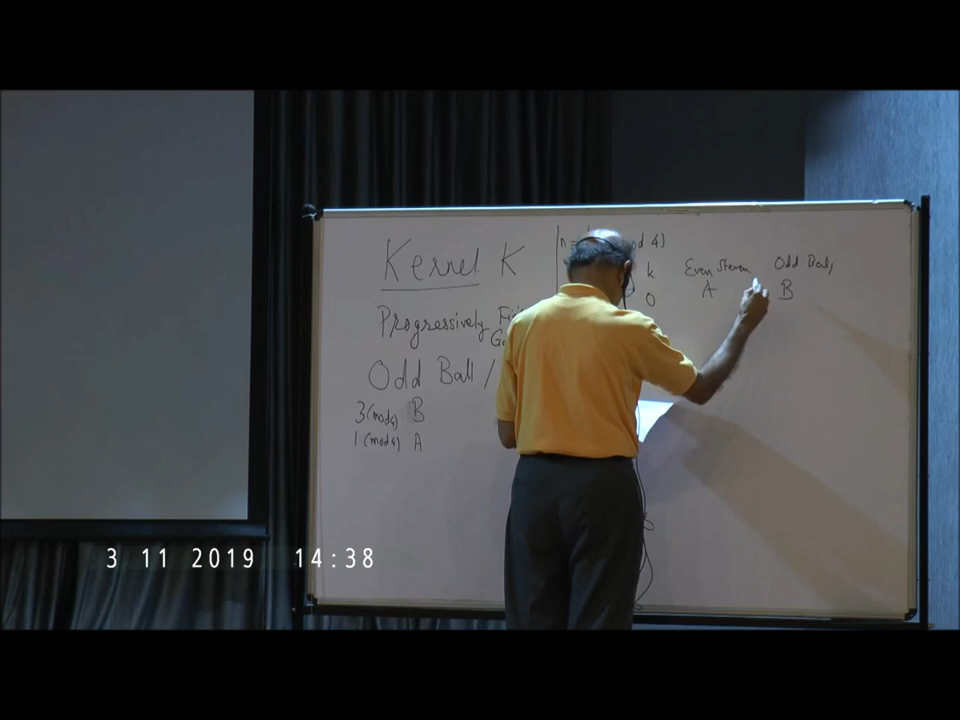 Kernel K
Progressively
Odd Ball /
3 (mod 4) B
1 (mod 4) A
n = 4)
k
0
Even Steven Odd Ball
A B
3 11 2019 14:38